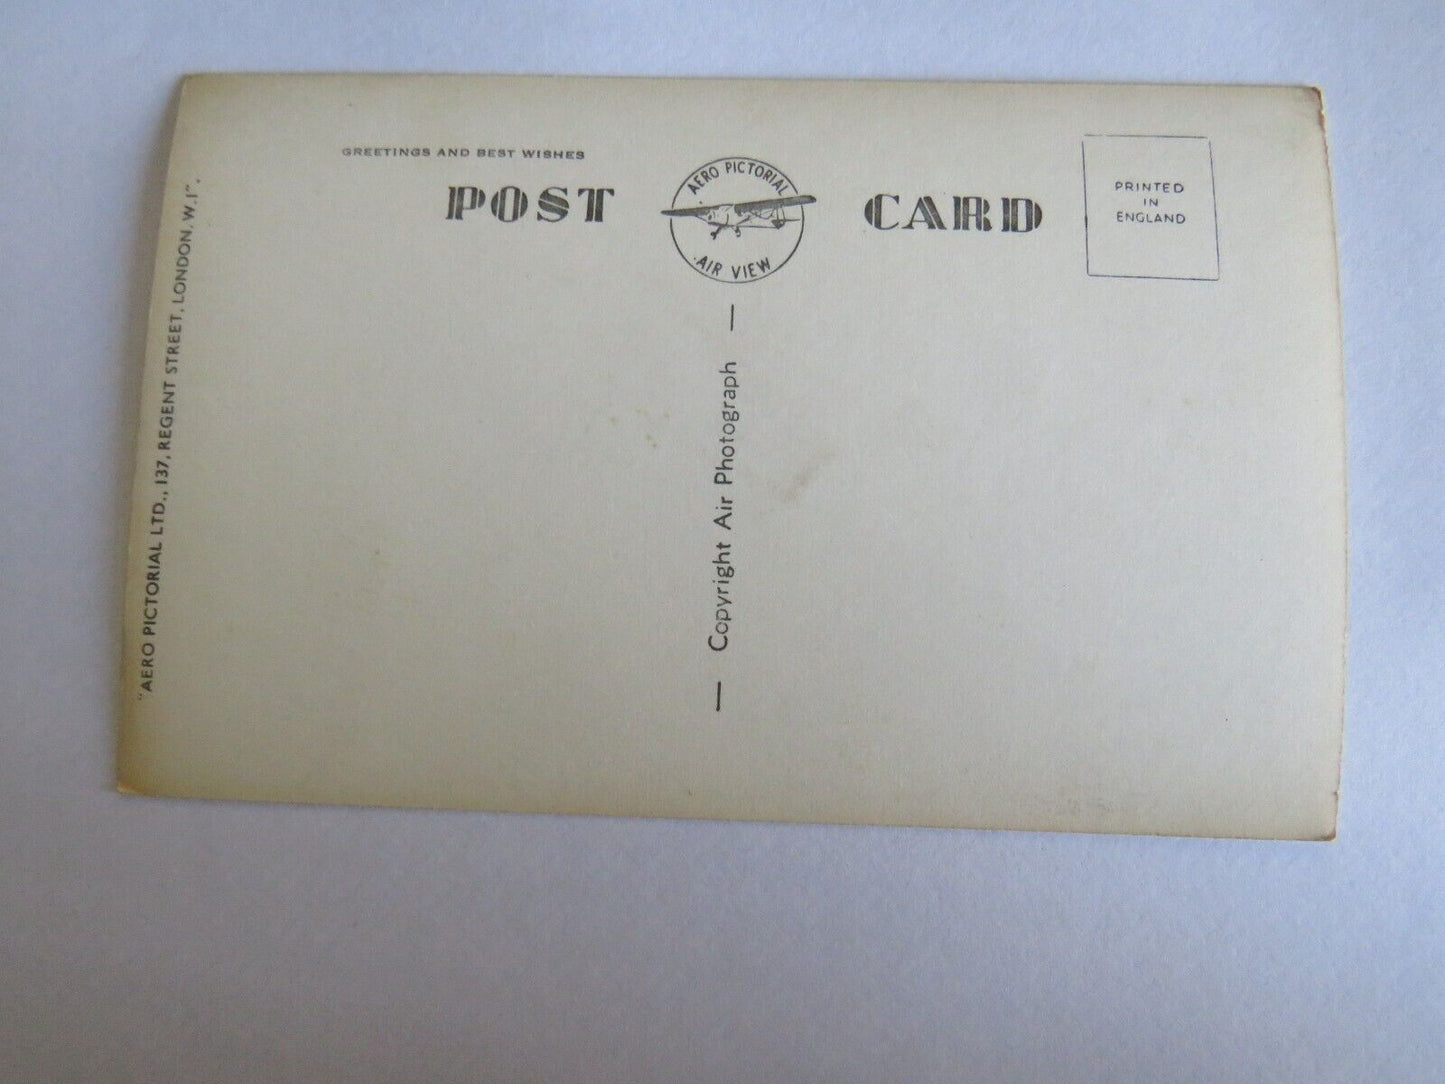 GREETINGS AND BEST WISHES
POST CARD
AERO PICTORIAL
AIR VIEW
PRINTED
IN
ENGLAND
— Copyright Air Photograph —
"AERO PICTORIAL LTD., 137, REGENT STREET, LONDON, W.1".